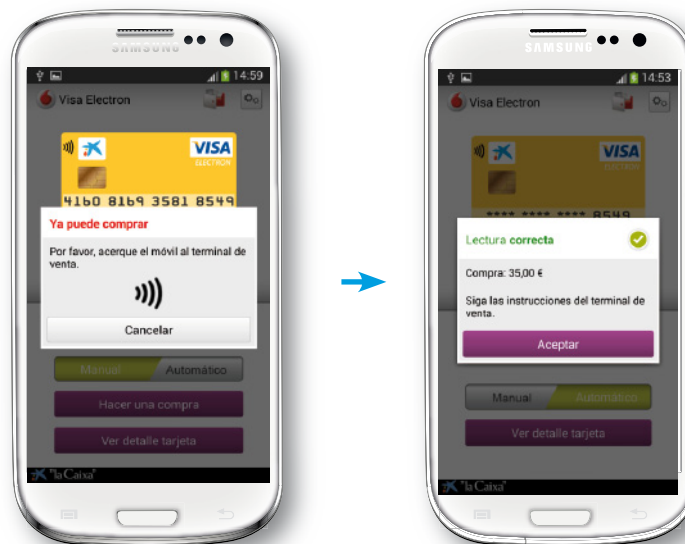 SAMSUNG
14:59
Visa Electron
VISA
ELECTRON
4160 8169 3581 8549
Ya puede comprar
Por favor, acerque el móvil al terminal de
venta.
Cancelar
Manual Automático
Hacer una compra
Ver detalle tarjeta
"la Caixa"
SAMSUNG
14:53
Visa Electron
VISA
ELECTRON
**** **** **** 8549
Lectura correcta
Compra: 35,00 €
Siga las instrucciones del terminal de
venta.
Aceptar
Manual Automático
Ver detalle tarjeta
"la Caixa"